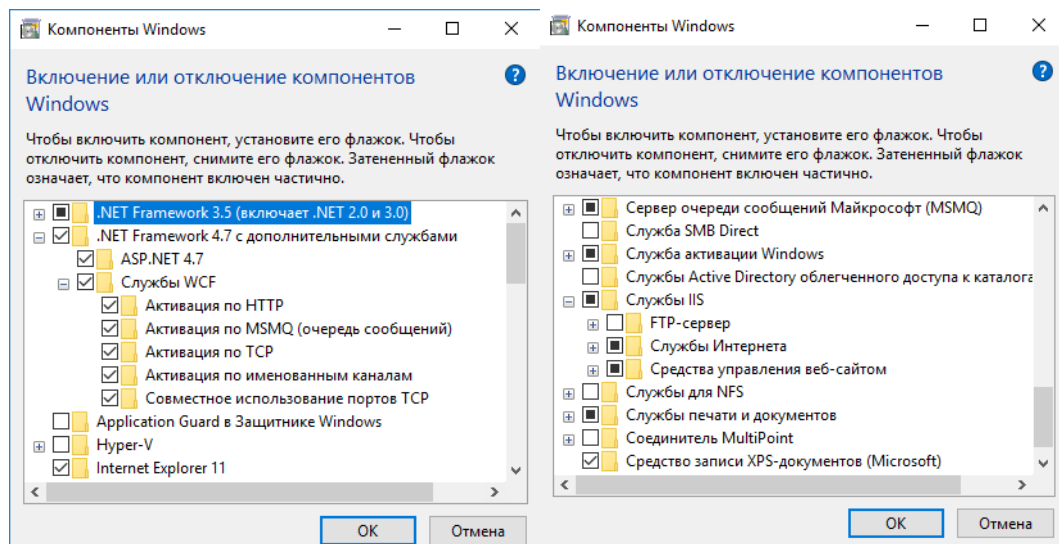 Компоненты Windows
Включение или отключение компонентов
Windows
Чтобы включить компонент, установите его флажок. Чтобы
отключить компонент, снимите его флажок. Затененный флажок
означает, что компонент включен частично.
.NET Framework 3.5 (включает .NET 2.0 и 3.0)
.NET Framework 4.7 с дополнительными службами
ASP.NET 4.7
Службы WCF
Активация по HTTP
Активация по MSMQ (очередь сообщений)
Активация по TCP
Активация по именованным каналам
Совместное использование портов TCP
Application Guard в Защитнике Windows
Hyper-V
Internet Explorer 11
ОК
Отмена
Компоненты Windows
Включение или отключение компонентов
Windows
Чтобы включить компонент, установите его флажок. Чтобы
отключить компонент, снимите его флажок. Затененный флажок
означает, что компонент включен частично.
Сервер очереди сообщений Майкрософт (MSMQ)
Служба SMB Direct
Служба активации Windows
Службы Active Directory облегченного доступа к каталога
Службы IIS
FTP-сервер
Службы Интернета
Средства управления веб-сайтом
Службы для NFS
Службы печати и документов
Соединитель MultiPoint
Средство записи XPS-документов (Microsoft)
ОК
Отмена